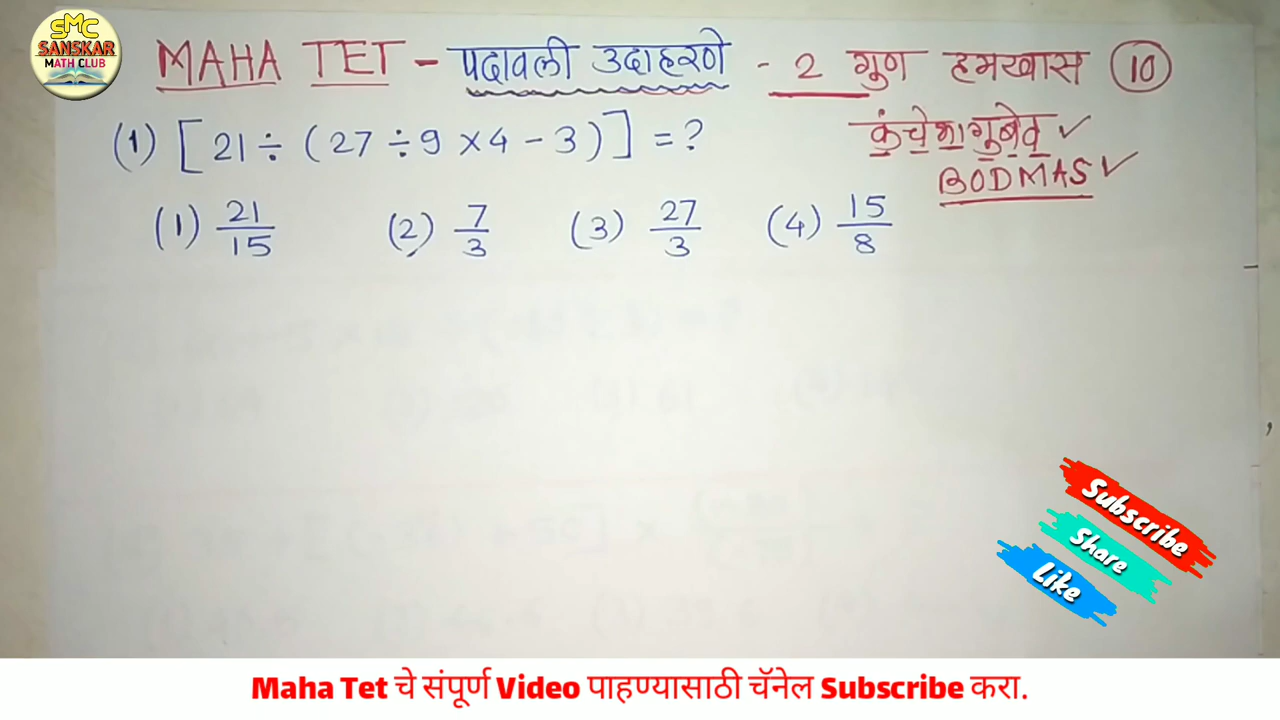 SMC
SANSKAR
MATH CLUB
MAHA TET - पदावली उदाहरणे - 2 गुण हमखास 10
कुंचेभागुबेव ✓
BODMAS ✓
(1) [21 ÷ (27 ÷ 9 × 4 - 3)] = ?
(1) 21/15 (2) 7/3 (3) 27/3 (4) 15/8
Subscribe
Share
Like
Maha Tet चे संपूर्ण Video पाहण्यासाठी चॅनेल Subscribe करा.